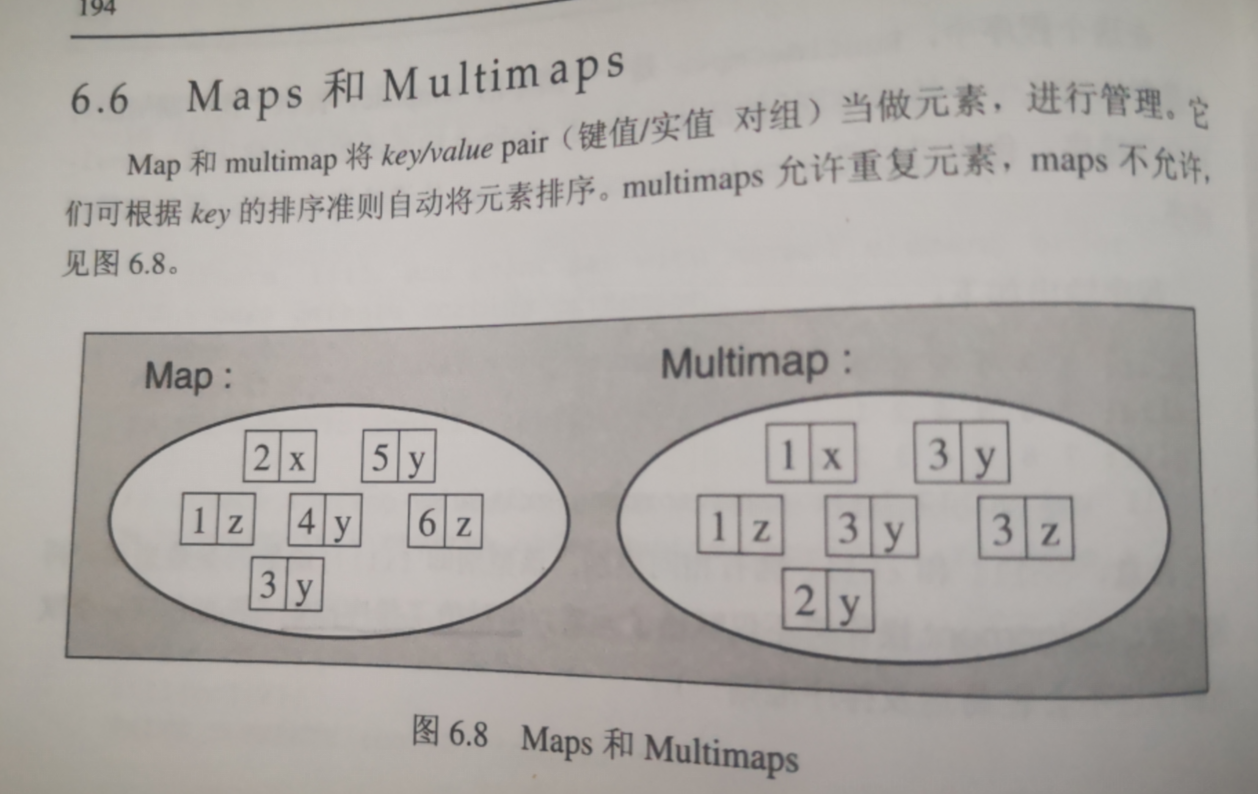 194
6.6 Maps 和 Multimaps
Map 和 multimap 将 key/value pair（键值/实值 对组）当做元素，进行管理。它
们可根据 key 的排序准则自动将元素排序。multimaps 允许重复元素，maps 不允许,
见图 6.8。
Map :
2 x 5 y
1 z 4 y 6 z
3 y
Multimap :
1 x 3 y
1 z 3 y 3 z
2 y
图 6.8 Maps 和 Multimaps